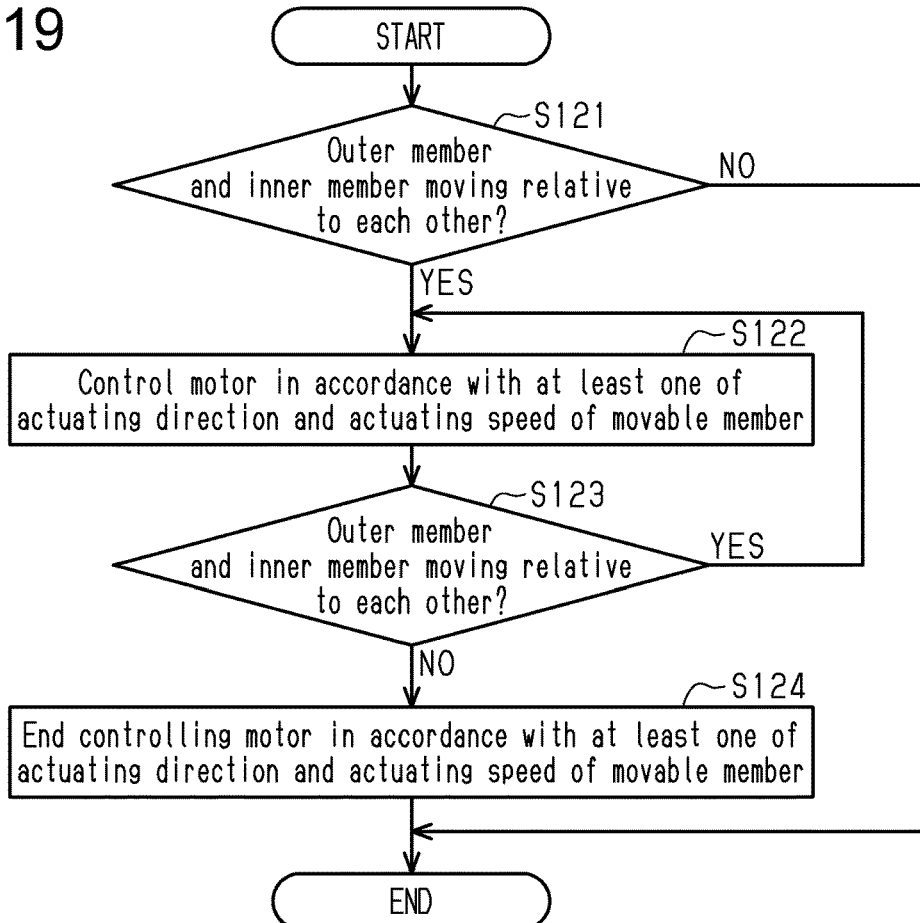 19
START
S121
Outer member
and inner member moving relative
to each other?
NO
YES
S122
Control motor in accordance with at least one of
actuating direction and actuating speed of movable member
S123
Outer member
and inner member moving relative
to each other?
YES
NO
S124
End controlling motor in accordance with at least one of
actuating direction and actuating speed of movable member
END